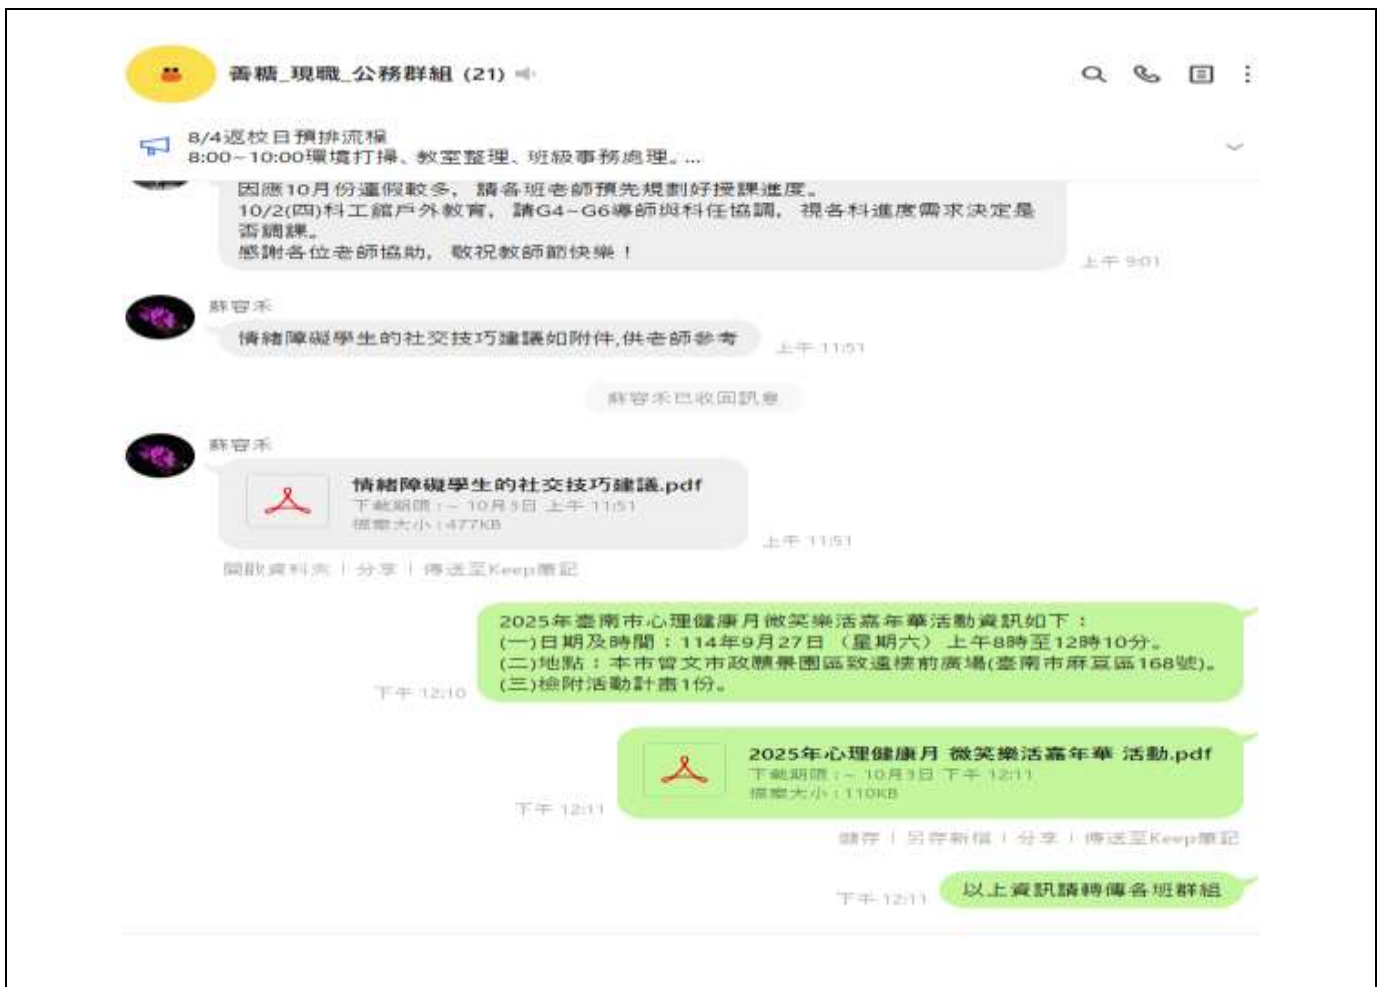 善糖_現職_公務群組 (21)
8/4返校日預排流程
8:00~10:00環境打掃、教室整理、班級事務處理。...
因應10月份連假較多，請各班老師預先規劃好授課進度。
10/2(四)科工館戶外教育，請G4~G6導師與科任協調，視各科進度需求決定是
否調課。
感謝各位老師協助，敬祝教師節快樂！
上午 9:01
蘇容禾
情緒障礙學生的社交技巧建議如附件,供老師參考
上午 11:51
蘇容禾已收回訊息
蘇容禾
情緒障礙學生的社交技巧建議.pdf
下載期限：~ 10月3日 上午 11:51
檔案大小：477KB
上午 11:51
開啟資料夾｜分享｜傳送至Keep筆記
2025年臺南市心理健康月微笑樂活嘉年華活動資訊如下：
(一)日期及時間：114年9月27日（星期六）上午8時至12時10分。
(二)地點：本市曾文市政願景園區致遠樓前廣場(臺南市麻豆區168號)。
(三)檢附活動計畫1份。
下午 12:10
2025年心理健康月 微笑樂活嘉年華 活動.pdf
下載期限：~ 10月3日 下午 12:11
檔案大小：110KB
下午 12:11
儲存｜另存新檔｜分享｜傳送至Keep筆記
以上資訊請轉傳各班群組
下午 12:11